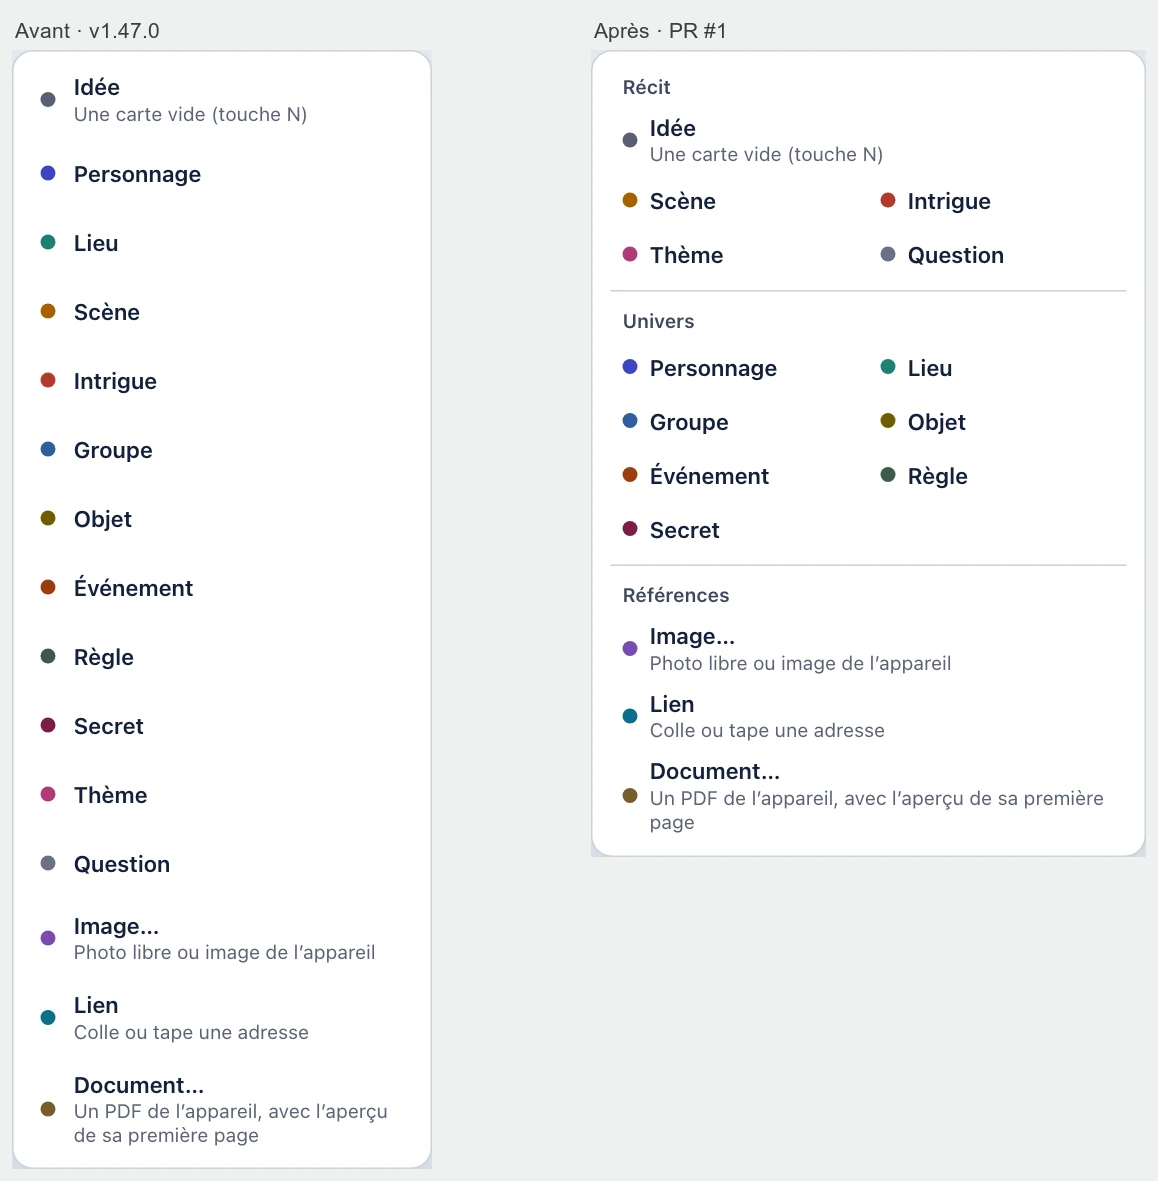 Avant · v1.47.0
Idée
Une carte vide (touche N)
Personnage
Lieu
Scène
Intrigue
Groupe
Objet
Événement
Règle
Secret
Thème
Question
Image...
Photo libre ou image de l’appareil
Lien
Colle ou tape une adresse
Document...
Un PDF de l’appareil, avec l’aperçu
de sa première page
Après · PR #1
Récit
Idée
Une carte vide (touche N)
Scène
Intrigue
Thème
Question
Univers
Personnage
Lieu
Groupe
Objet
Événement
Règle
Secret
Références
Image...
Photo libre ou image de l’appareil
Lien
Colle ou tape une adresse
Document...
Un PDF de l’appareil, avec l’aperçu de sa première
page